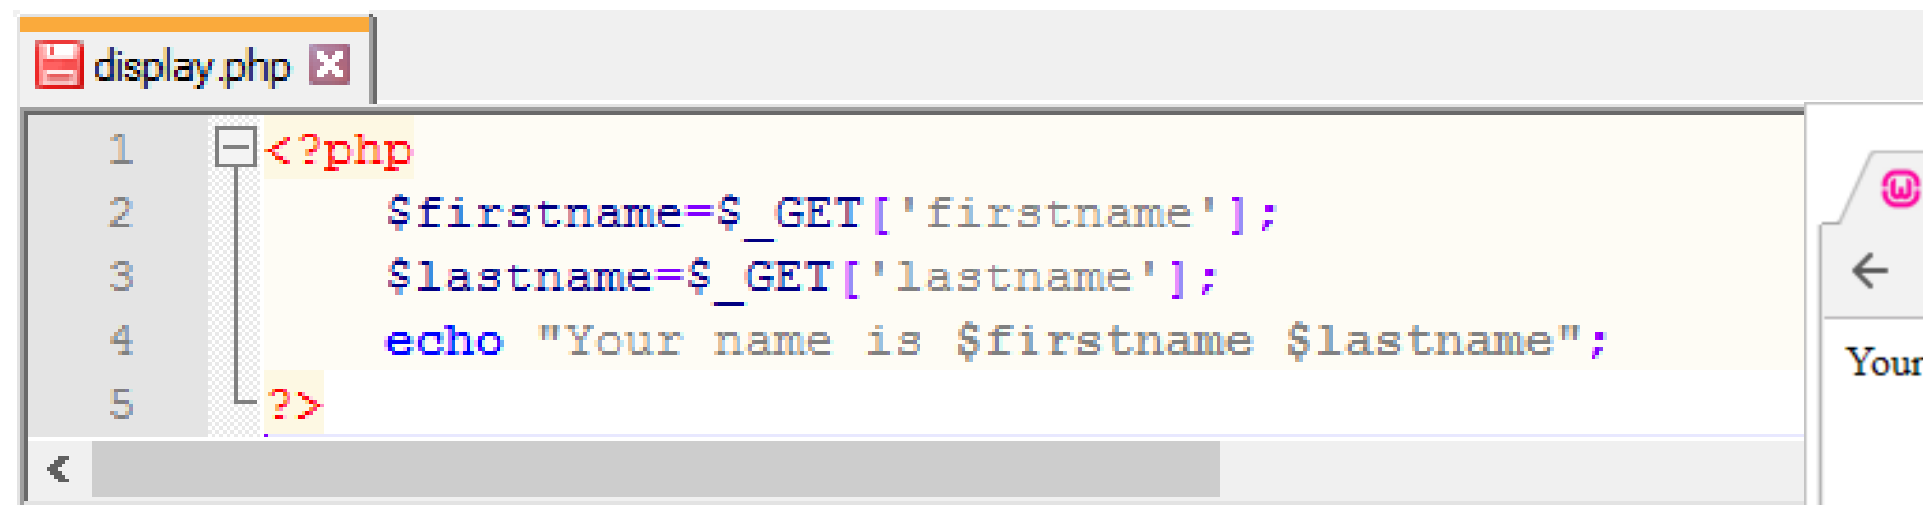 display.php
1 <?php
2 $firstname=$_GET['firstname'];
3 $lastname=$_GET['lastname'];
4 echo "Your name is $firstname $lastname";
5 ?>
Your